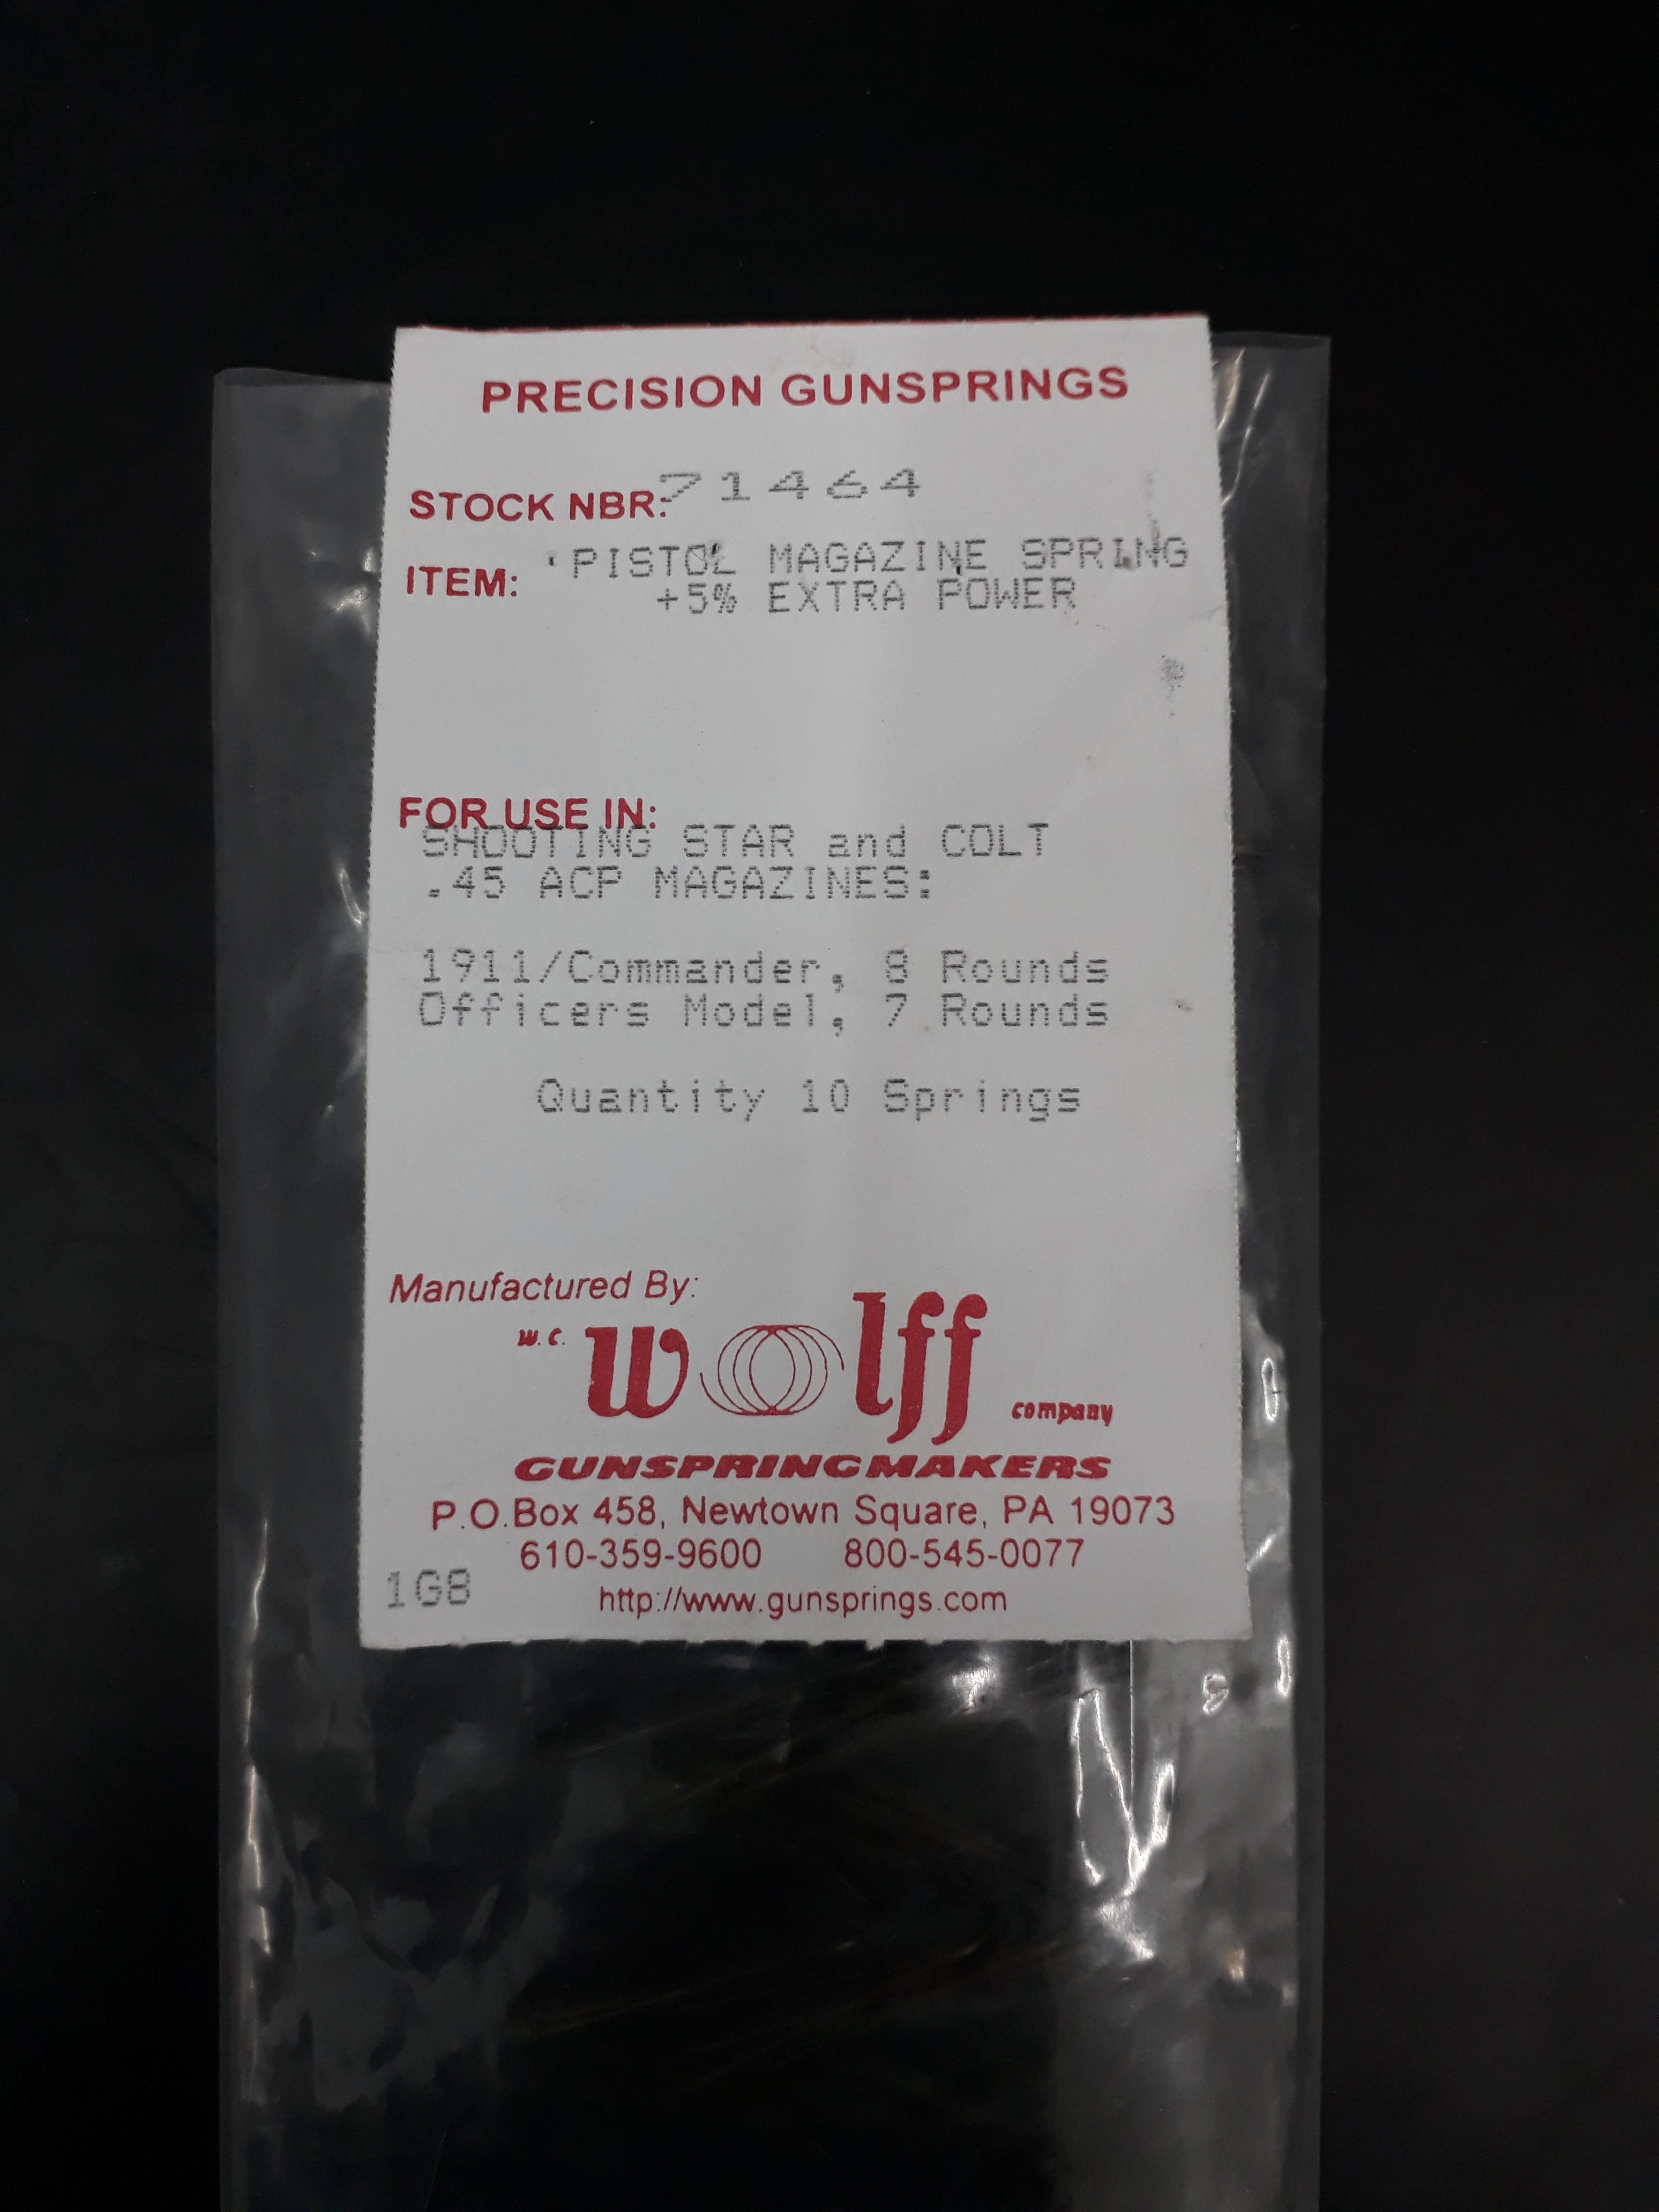 PRECISION GUNSPRINGS
STOCK NBR: 71464
ITEM: PISTOL MAGAZINE SPRING
+5% EXTRA POWER
FOR USE IN:
SHOOTING STAR and COLT
.45 ACP MAGAZINES:
1911/Commander, 8 Rounds
Officers Model, 7 Rounds
Quantity 10 Springs
Manufactured By:
W.C. Wolff company
GUNSPRINGMAKERS
P.O.Box 458, Newtown Square, PA 19073
610-359-9600 800-545-0077
1G8 http://www.gunsprings.com